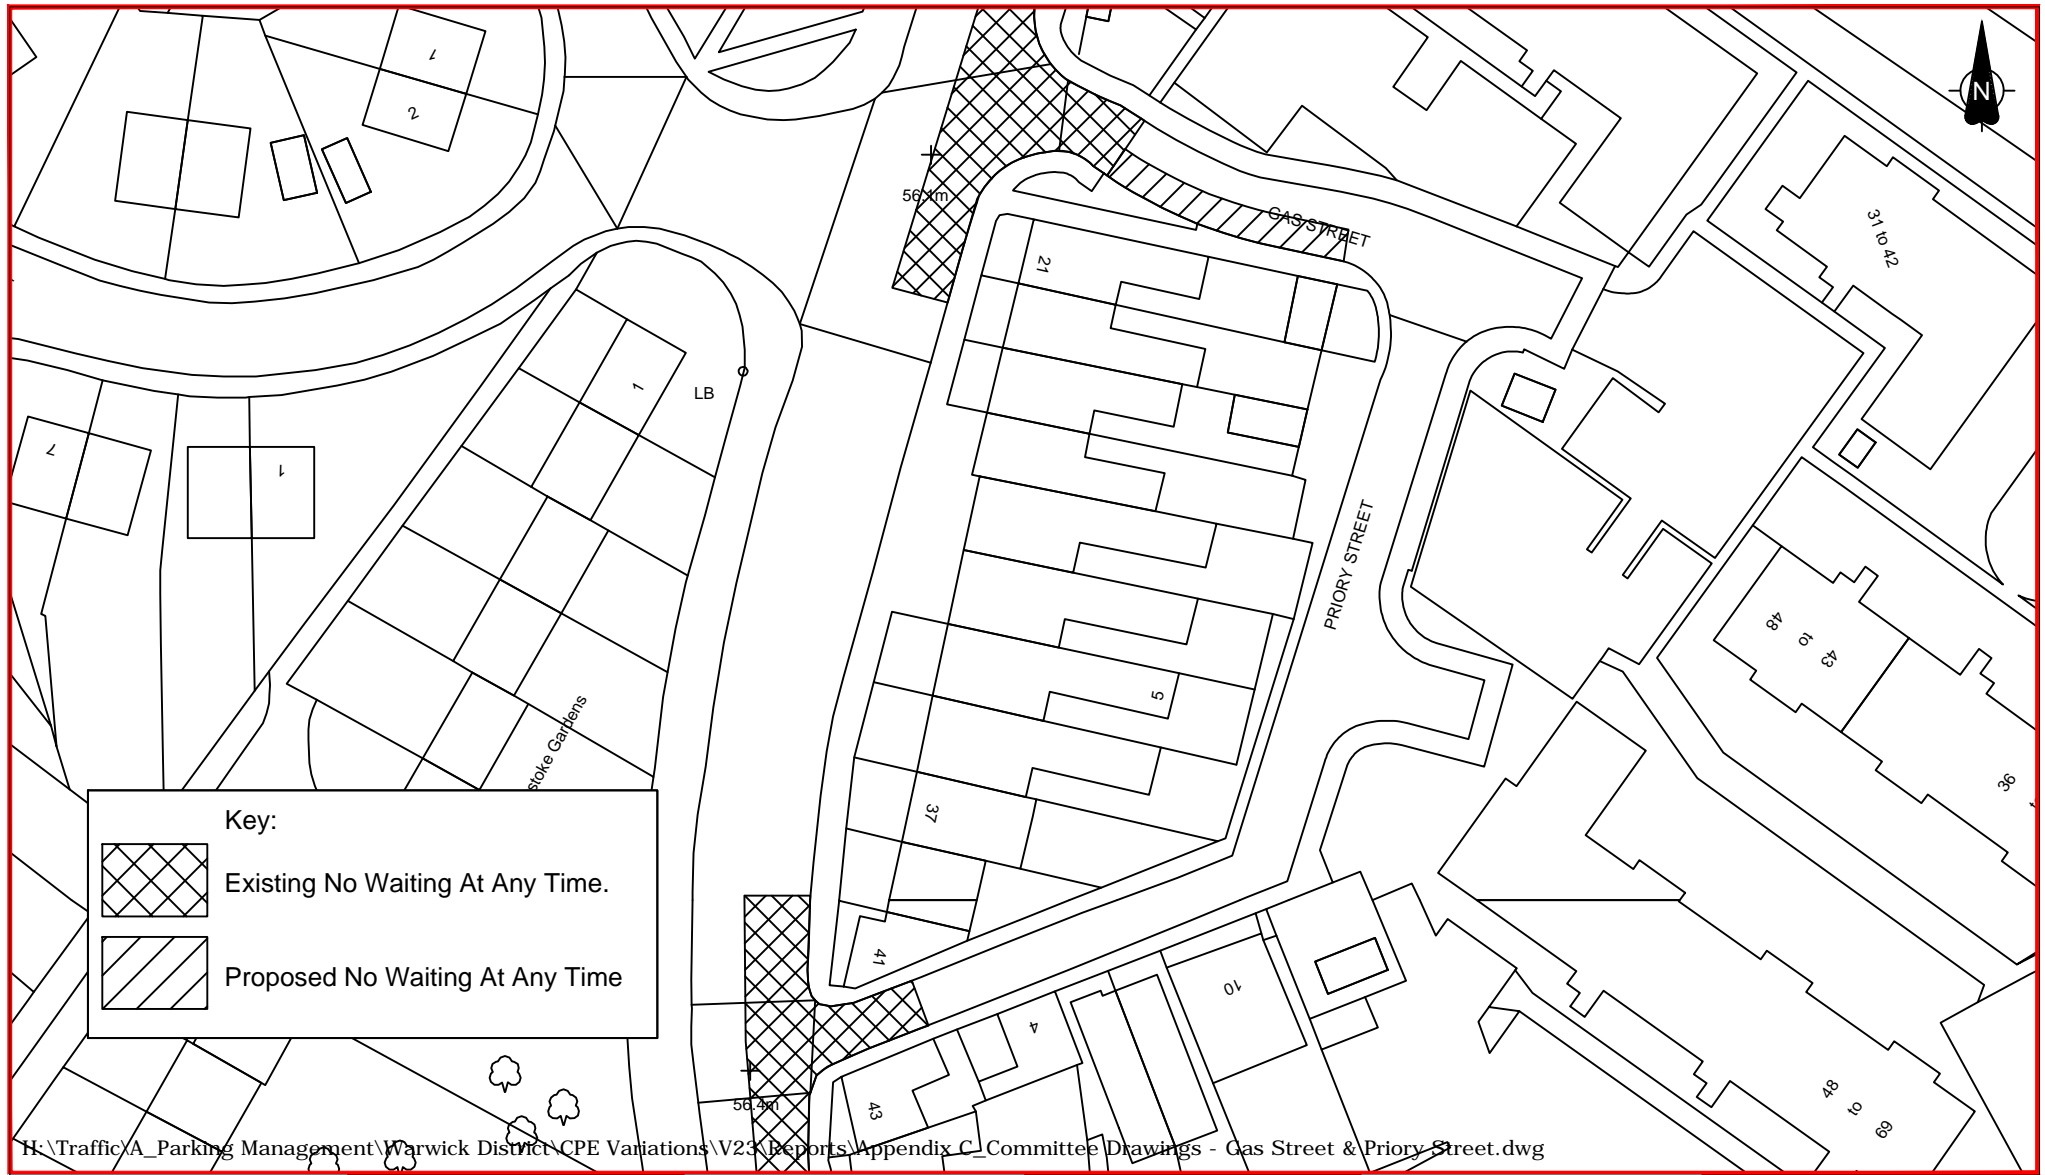 1
2
N
56.1m
GAS STREET
31 to 42
21
1
LB
7
1
PRIORY STREET
48
to
43
5
stoke Gardens
36
37
Key:
Existing No Waiting At Any Time.
Proposed No Waiting At Any Time
41
10
4
56.4m
43
48
to
69
H:\Traffic\A_Parking Management\Warwick District\CPE Variations\V23\Reports\Appendix C_Committee Drawings - Gas Street & Priory Street.dwg